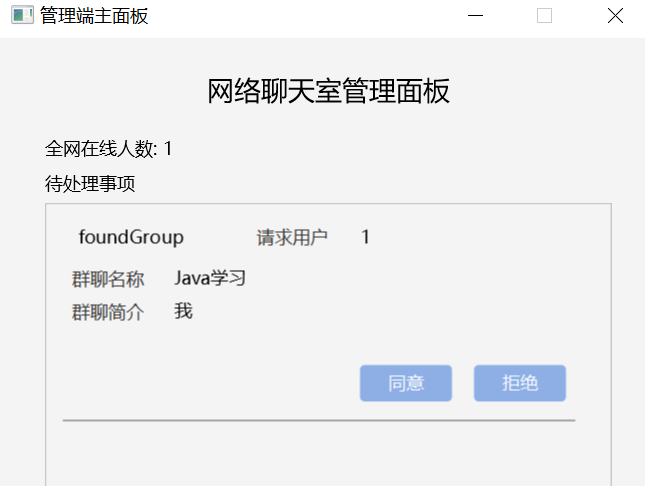 管理端主面板
网络聊天室管理面板
全网在线人数: 1
待处理事项
foundGroup 请求用户 1
群聊名称 Java学习
群聊简介 我
同意 拒绝